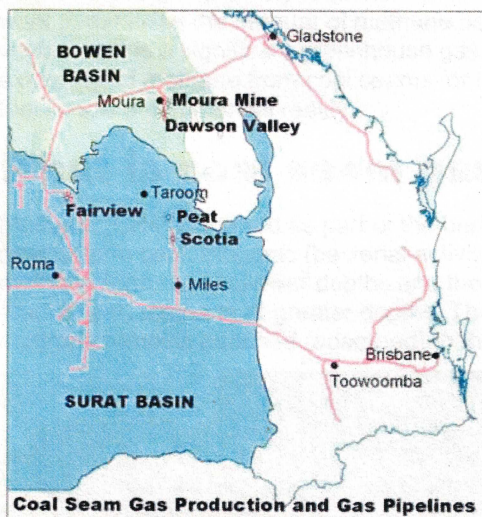 Gladstone
BOWEN
BASIN
Moura
Moura Mine
Dawson Valley
Taroom
Fairview
Peat
Scotia
Roma
Miles
Brisbane
Toowoomba
SURAT BASIN
Coal Seam Gas Production and Gas Pipelines